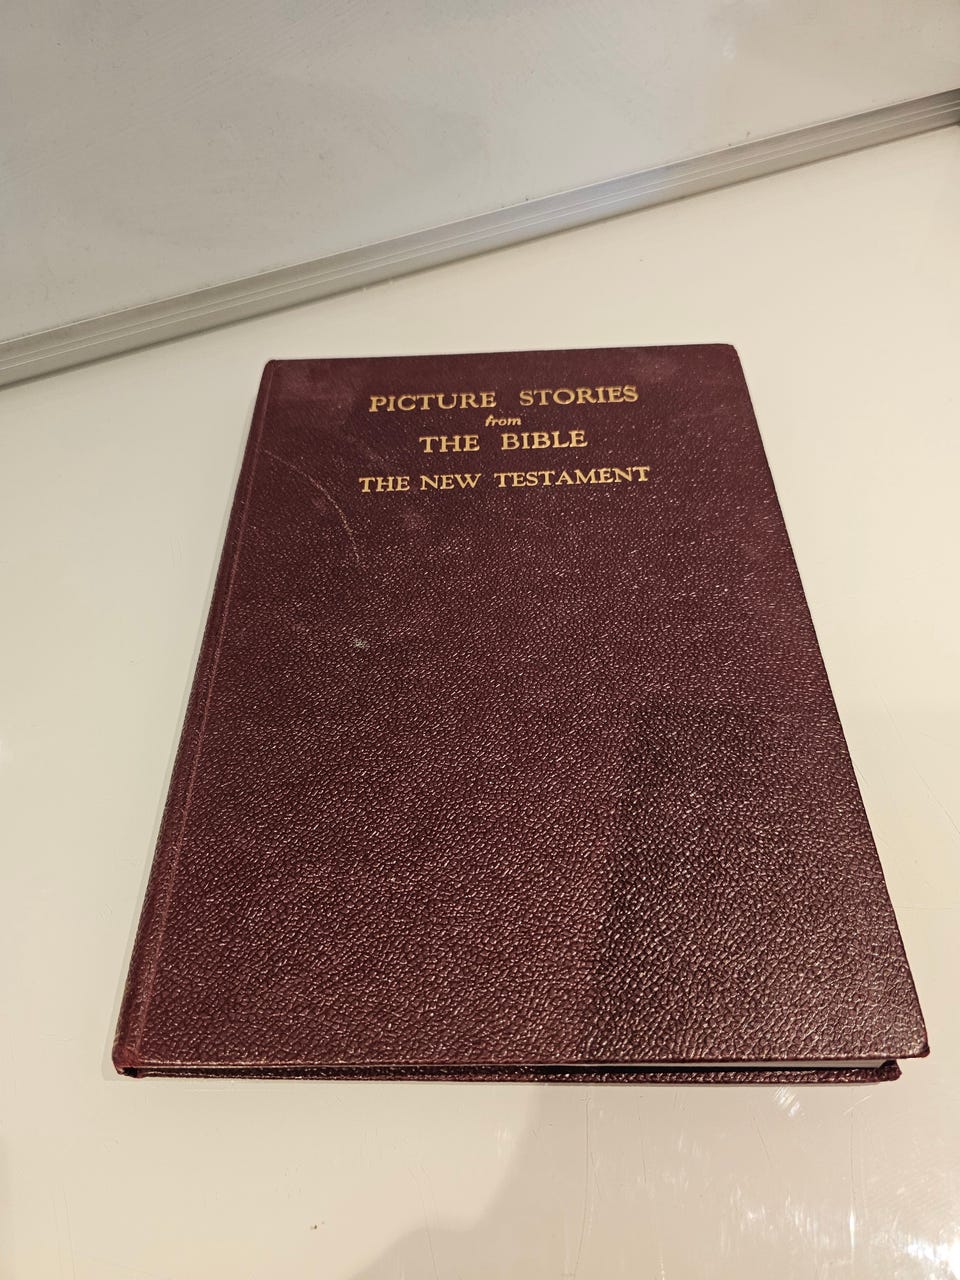 PICTURE STORIES
from
THE BIBLE
THE NEW TESTAMENT